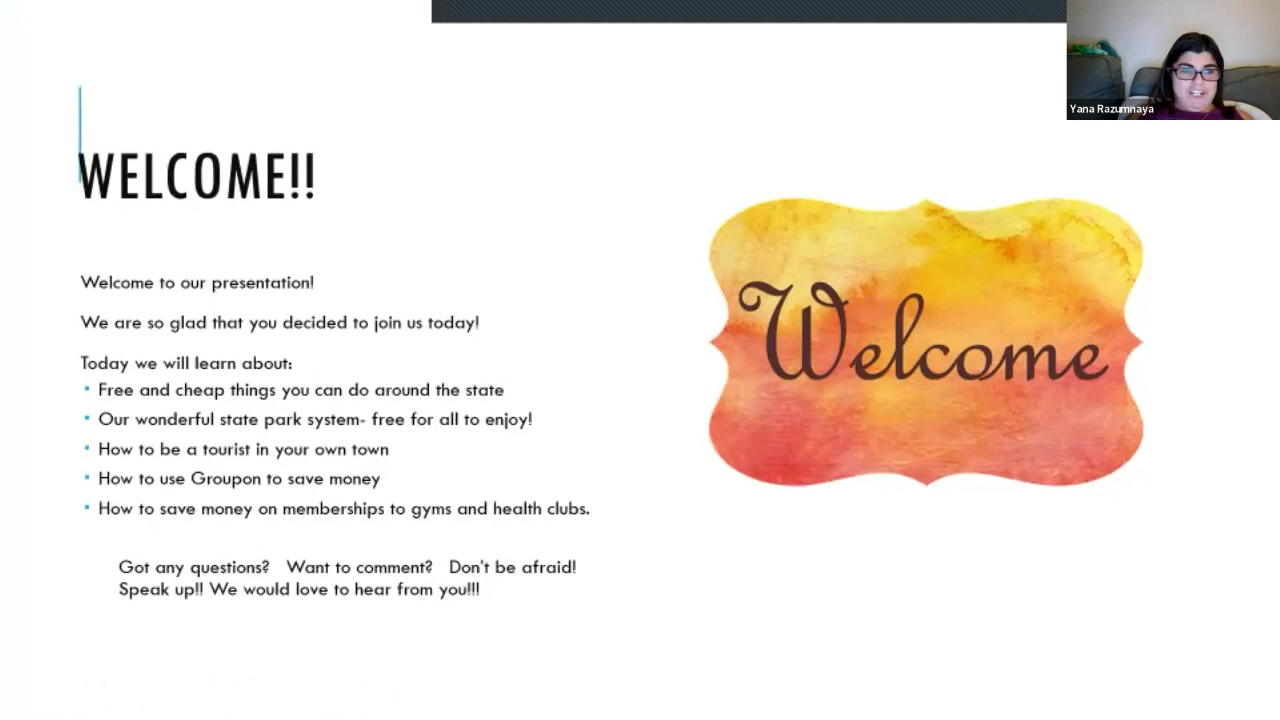 Yana Razumnaya
WELCOME!!
Welcome to our presentation!
We are so glad that you decided to join us today!
Today we will learn about:
Free and cheap things you can do around the state
Our wonderful state park system- free for all to enjoy!
How to be a tourist in your own town
How to use Groupon to save money
How to save money on memberships to gyms and health clubs.
Got any questions? Want to comment? Don't be afraid!
Speak up!! We would love to hear from you!!!
Welcome